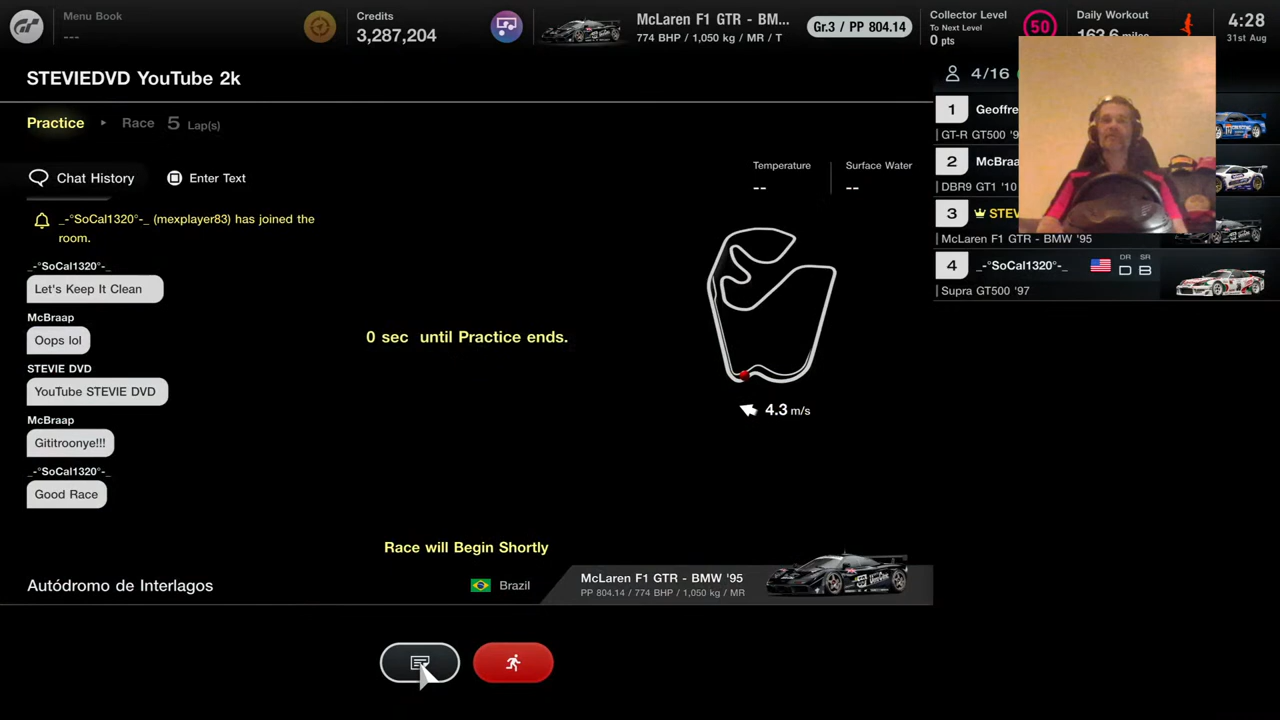 Menu Book
---
Credits
3,287,204
McLaren F1 GTR - BM...
774 BHP / 1,050 kg / MR / T
Gr.3 / PP 804.14
Collector Level
To Next Level
0 pts
50
Daily Workout
163.6 miles
4:28
31st Aug
STEVIEDVD YouTube 2k
Practice
Race 5 Lap(s)
Chat History
Enter Text
_-°SoCal1320°-_ (mexplayer83) has joined the
room.
_-°SoCal1320°-_
Let's Keep It Clean
McBraap
Oops lol
STEVIE DVD
YouTube STEVIE DVD
McBraap
Gititroonye!!!
_-°SoCal1320°-_
Good Race
0 sec until Practice ends.
Race will Begin Shortly
Temperature
--
Surface Water
--
4.3 m/s
Autódromo de Interlagos
Brazil
McLaren F1 GTR - BMW '95
PP 804.14 / 774 BHP / 1,050 kg / MR
4/16
1
Geoffre
GT-R GT500 '9
2
McBraa
DBR9 GT1 '10
3
STEV
McLaren F1 GTR - BMW '95
4
_-°SoCal1320°-_
DR
D
SR
B
Supra GT500 '97